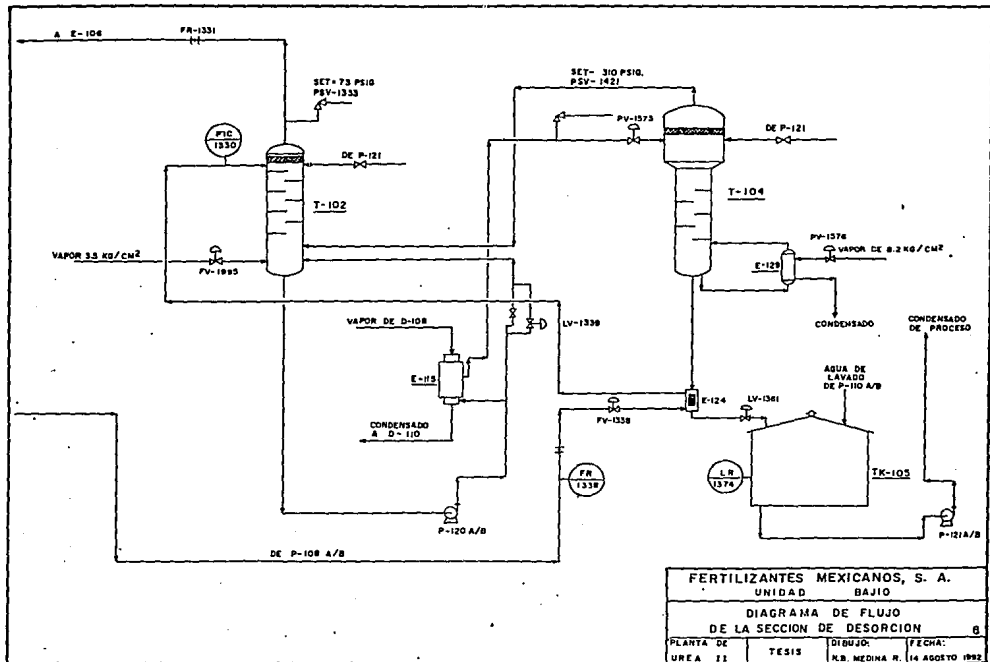 A E-106
FR-1331
SET=73 PSIG
PSV-1333
SET- 310 PSIG.
PSV-1421
PV-1573
PIC
1330
DE P-121
DE P-121
T-102
T-104
PV-1576
VAPOR DE 8.2 KG/CM2
VAPOR 3.5 KG/CM2
FV-1995
E-129
CONDENSADO
VAPOR DE D-108
LV-1339
CONDENSADO
DE PROCESO
E-115
AGUA DE
LAVADO
DE P-110 A/B
E-124
LV-1361
FV-1338
CONDENSADO
A D-110
FR
1338
LR
1374
TK-105
P-120 A/B
P-121 A/B
DE P-108 A/B
FERTILIZANTES MEXICANOS, S. A.
UNIDAD BAJIO
DIAGRAMA DE FLUJO
DE LA SECCION DE DESORCION
6
PLANTA DE
UREA II
TESIS
DIBUJO:
N.B. MEDINA R.
FECHA:
14 AGOSTO 1992